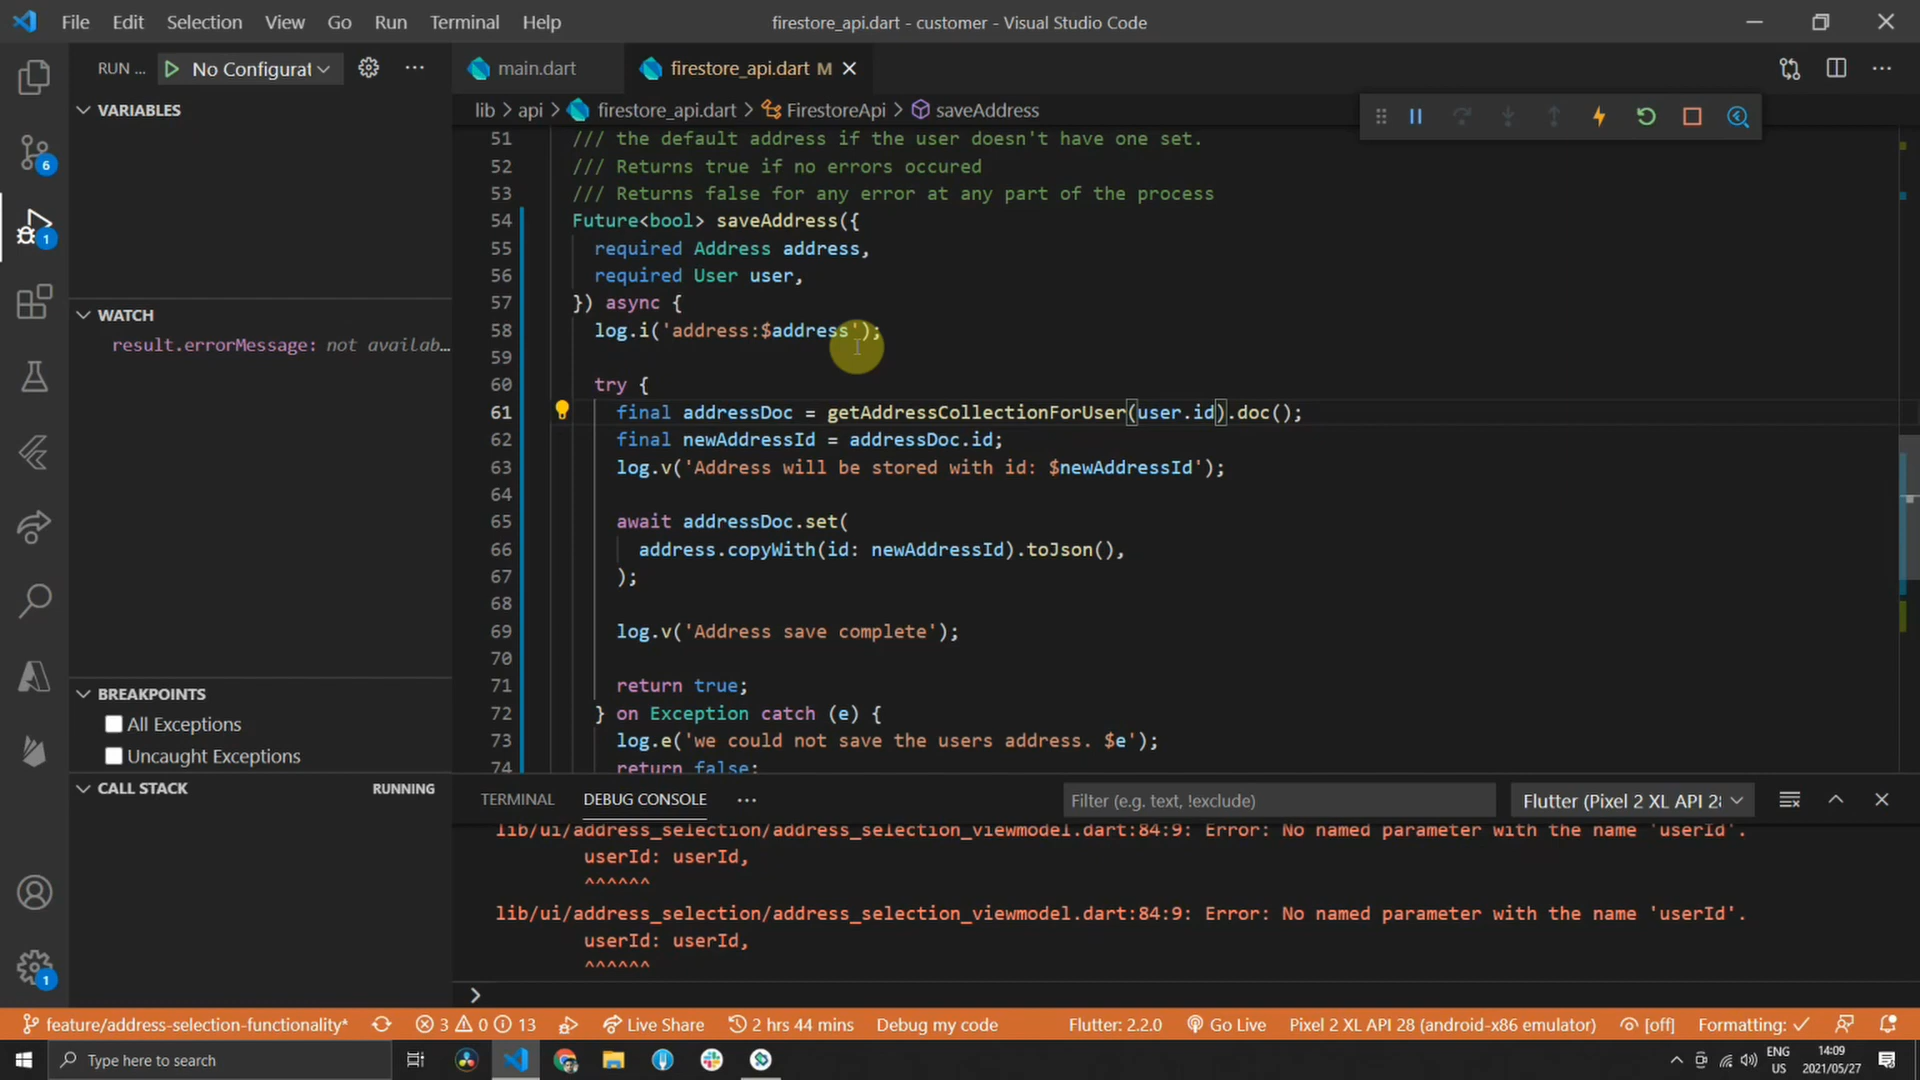 File Edit Selection View Go Run Terminal Help
firestore_api.dart - customer - Visual Studio Code
RUN ... No Configurat
main.dart
firestore_api.dart M
lib > api > firestore_api.dart > FirestoreApi > saveAddress
VARIABLES
WATCH
result.errorMessage: not availab...
BREAKPOINTS
All Exceptions
Uncaught Exceptions
CALL STACK RUNNING
6
1
1
51 /// the default address if the user doesn't have one set.
52 /// Returns true if no errors occured
53 /// Returns false for any error at any part of the process
54 Future<bool> saveAddress({
55 required Address address,
56 required User user,
57 }) async {
58 log.i('address:$address');
59
60 try {
61 final addressDoc = getAddressCollectionForUser(user.id).doc();
62 final newAddressId = addressDoc.id;
63 log.v('Address will be stored with id: $newAddressId');
64
65 await addressDoc.set(
66 address.copyWith(id: newAddressId).toJson(),
67 );
68
69 log.v('Address save complete');
70
71 return true;
72 } on Exception catch (e) {
73 log.e('we could not save the users address. $e');
74 return false;
TERMINAL DEBUG CONSOLE ... Filter (e.g. text, !exclude) Flutter (Pixel 2 XL API 2
lib/ui/address_selection/address_selection_viewmodel.dart:84:9: Error: No named parameter with the name 'userId'.
userId: userId,
^^^^^^
lib/ui/address_selection/address_selection_viewmodel.dart:84:9: Error: No named parameter with the name 'userId'.
userId: userId,
^^^^^^
>
feature/address-selection-functionality* 3 0 13 Live Share 2 hrs 44 mins Debug my code Flutter: 2.2.0 Go Live Pixel 2 XL API 28 (android-x86 emulator) [off] Formatting: ✓
Type here to search
ENG
US
14:09
2021/05/27